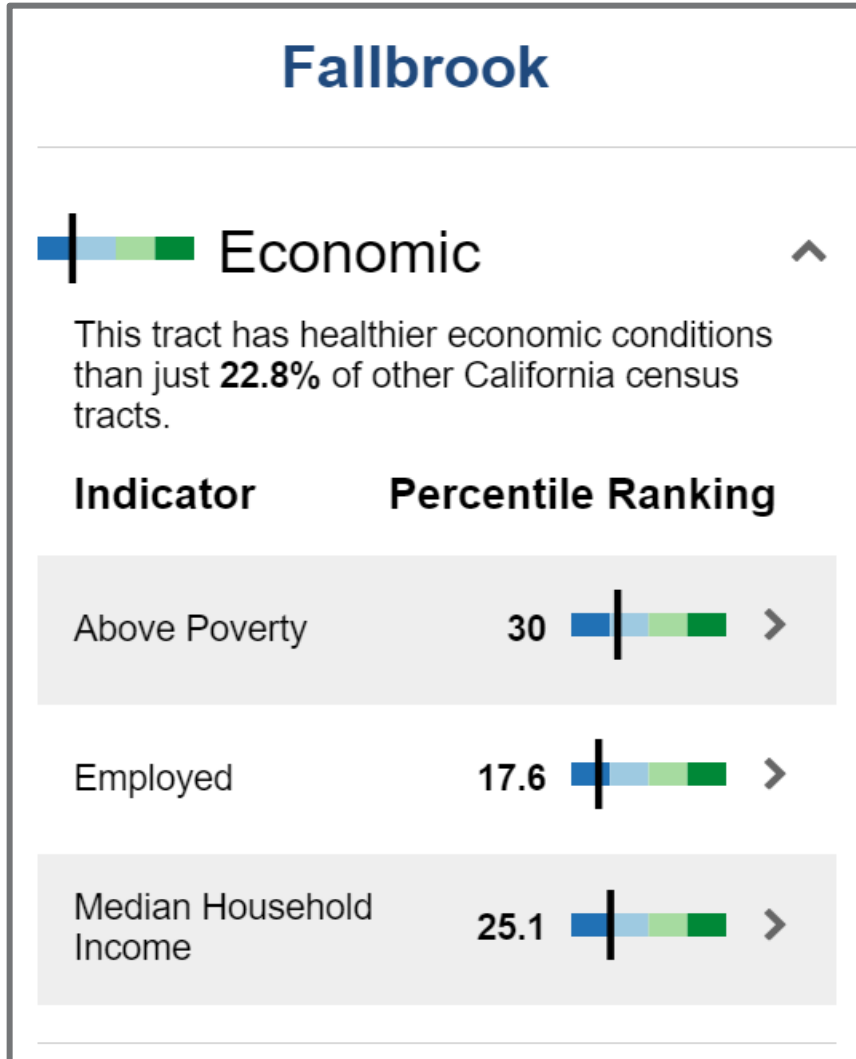 Fallbrook
Economic
This tract has healthier economic conditions
than just 22.8% of other California census
tracts.
Indicator Percentile Ranking
Above Poverty 30
Employed 17.6
Median Household
Income 25.1